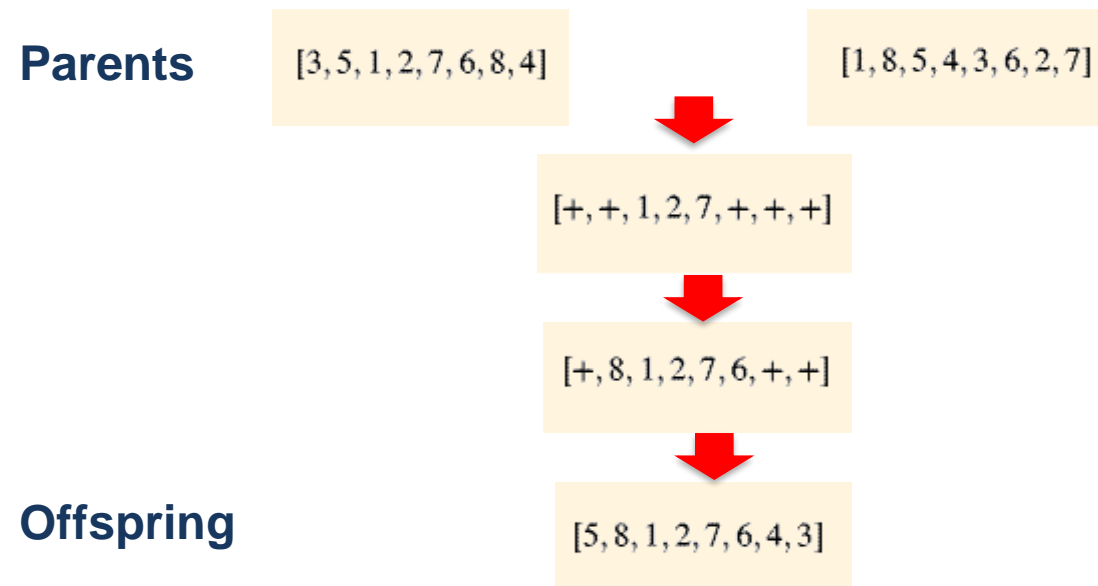 Parents
[3, 5, 1, 2, 7, 6, 8, 4]
[1, 8, 5, 4, 3, 6, 2, 7]
[+, +, 1, 2, 7, +, +, +]
[+, 8, 1, 2, 7, 6, +, +]
Offspring
[5, 8, 1, 2, 7, 6, 4, 3]